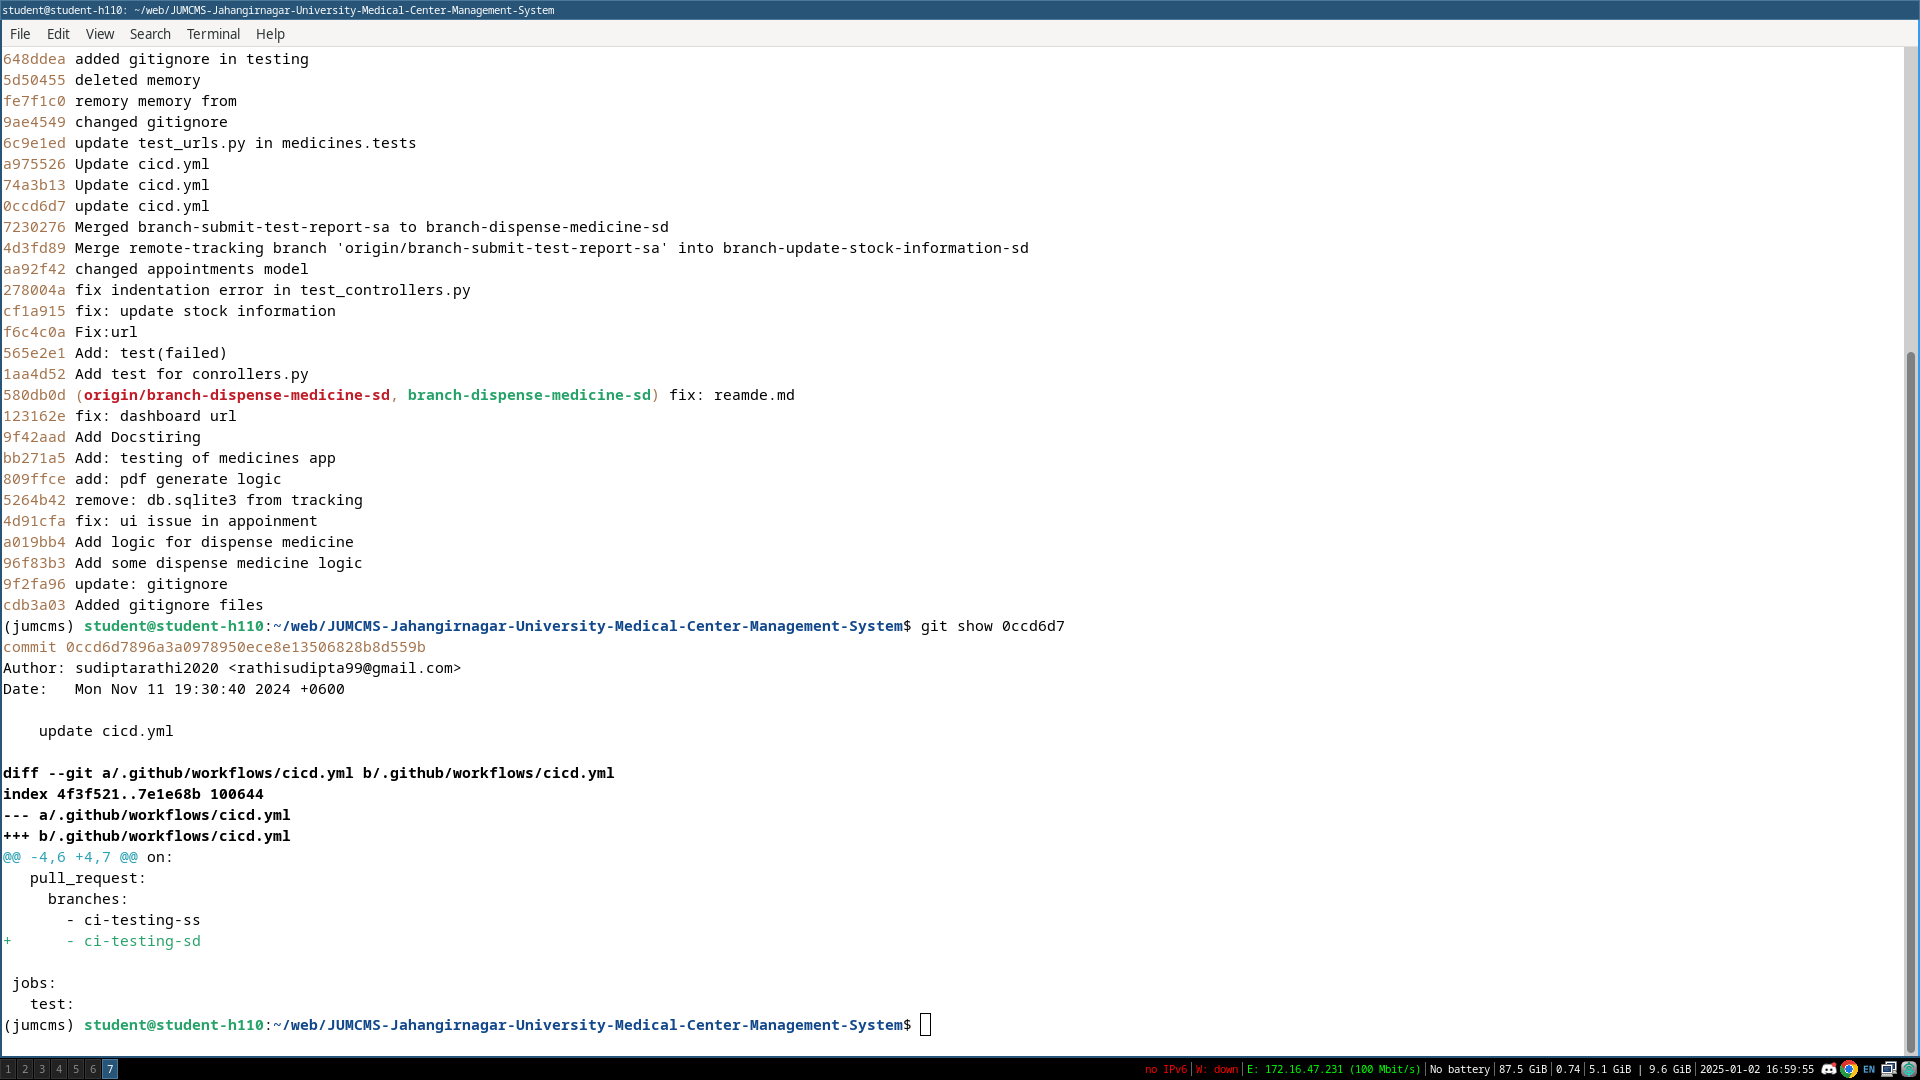 student@student-h110: ~/web/JUMCMS-Jahangirnagar-University-Medical-Center-Management-System
File Edit View Search Terminal Help
648ddea added gitignore in testing
5d50455 deleted memory
fe7f1c0 remory memory from
9ae4549 changed gitignore
6c9e1ed update test_urls.py in medicines.tests
a975526 Update cicd.yml
74a3b13 Update cicd.yml
0ccd6d7 update cicd.yml
7230276 Merged branch-submit-test-report-sa to branch-dispense-medicine-sd
4d3fd89 Merge remote-tracking branch 'origin/branch-submit-test-report-sa' into branch-update-stock-information-sd
aa92f42 changed appointments model
278004a fix indentation error in test_controllers.py
cf1a915 fix: update stock information
f6c4c0a Fix:url
565e2e1 Add: test(failed)
1aa4d52 Add test for conrollers.py
580db0d (origin/branch-dispense-medicine-sd, branch-dispense-medicine-sd) fix: reamde.md
123162e fix: dashboard url
9f42aad Add Docstiring
bb271a5 Add: testing of medicines app
809ffce add: pdf generate logic
5264b42 remove: db.sqlite3 from tracking
4d91cfa fix: ui issue in appoinment
a019bb4 Add logic for dispense medicine
96f83b3 Add some dispense medicine logic
9f2fa96 update: gitignore
cdb3a03 Added gitignore files
(jumcms) student@student-h110:~/web/JUMCMS-Jahangirnagar-University-Medical-Center-Management-System$ git show 0ccd6d7
commit 0ccd6d7896a3a0978950ece8e13506828b8d559b
Author: sudiptarathi2020 <rathisudipta99@gmail.com>
Date:   Mon Nov 11 19:30:40 2024 +0600
    update cicd.yml
diff --git a/.github/workflows/cicd.yml b/.github/workflows/cicd.yml
index 4f3f521..7e1e68b 100644
--- a/.github/workflows/cicd.yml
+++ b/.github/workflows/cicd.yml
@@ -4,6 +4,7 @@ on:
   pull_request:
     branches:
       - ci-testing-ss
+      - ci-testing-sd
 jobs:
   test:
(jumcms) student@student-h110:~/web/JUMCMS-Jahangirnagar-University-Medical-Center-Management-System$
1 2 3 4 5 6 7 no IPv6 | W: down | E: 172.16.47.231 (100 Mbit/s) | No battery | 87.5 GiB | 0.74 | 5.1 GiB | 9.6 GiB | 2025-01-02 16:59:55 EN